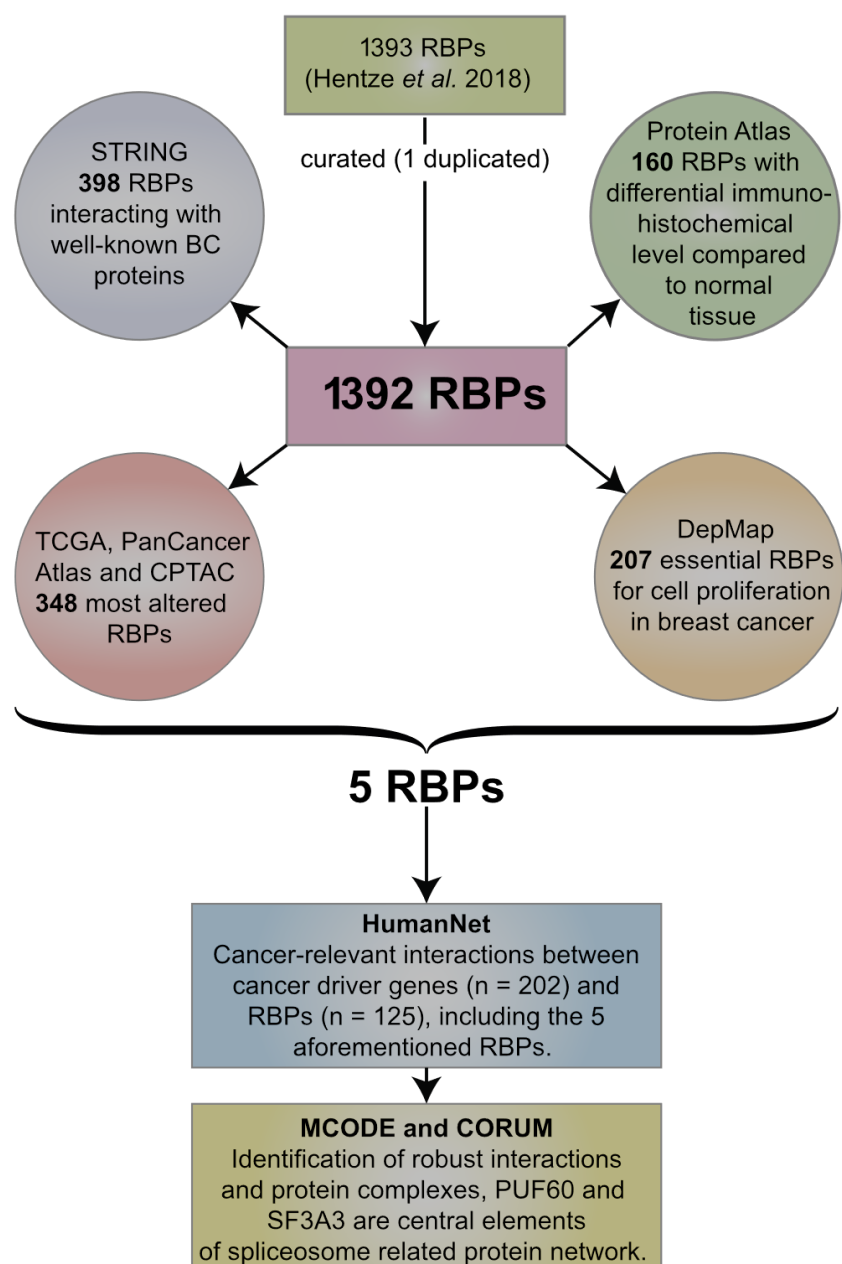 1393 RBPs
(Hentze et al. 2018)
curated (1 duplicated)
STRING
398 RBPs
interacting with
well-known BC
proteins
Protein Atlas
160 RBPs with
differential immuno-
histochemical
level compared
to normal
tissue
1392 RBPs
TCGA, PanCancer
Atlas and CPTAC
348 most altered
RBPs
DepMap
207 essential RBPs
for cell proliferation
in breast cancer
5 RBPs
HumanNet
Cancer-relevant interactions between
cancer driver genes (n = 202) and
RBPs (n = 125), including the 5
aforementioned RBPs.
MCODE and CORUM
Identification of robust interactions
and protein complexes, PUF60 and
SF3A3 are central elements
of spliceosome related protein network.